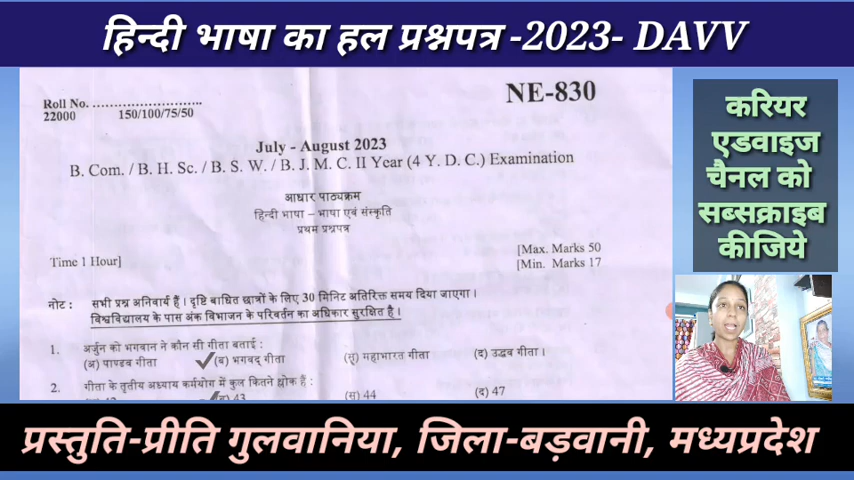 हिन्दी भाषा का हल प्रश्नपत्र -2023- DAVV
Roll No. ............................
22000 150/100/75/50
NE-830
July - August 2023
B. Com. / B. H. Sc. / B. S. W. / B. J. M. C. II Year (4 Y. D. C.) Examination
आधार पाठ्यक्रम
हिन्दी भाषा – भाषा एवं संस्कृति
प्रथम प्रश्नपत्र
Time 1 Hour]
[Max. Marks 50
[Min. Marks 17
नोट : सभी प्रश्न अनिवार्य हैं। दृष्टि बाधित छात्रों के लिए 30 मिनिट अतिरिक्त समय दिया जाएगा।
विश्वविद्यालय के पास अंक विभाजन के परिवर्तन का अधिकार सुरक्षित है।
1. अर्जुन को भगवान ने कौन सी गीता बताई :
(अ) पाण्डव गीता (ब) भगवद् गीता (स) महाभारत गीता (द) उद्धव गीता।
2. गीता के तृतीय अध्याय कर्मयोग में कुल कितने श्लोक हैं :
43 (स) 44 (द) 47
करियर
एडवाइज
चैनल को
सब्सक्राइब
कीजिये
प्रस्तुति-प्रीति गुलवानिया, जिला-बड़वानी, मध्यप्रदेश